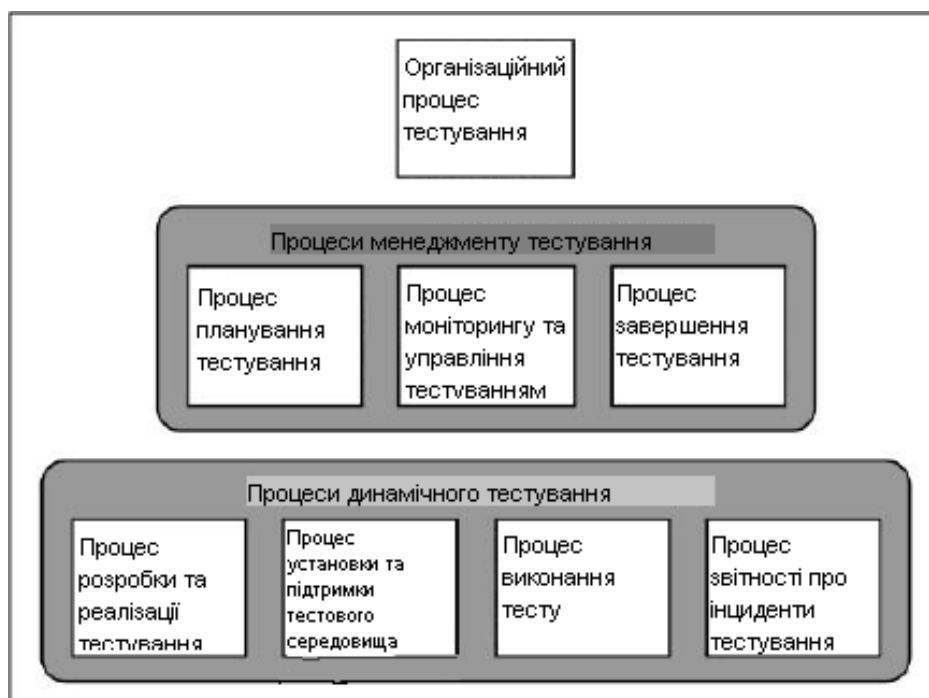 Організаційний
процес
тестування
Процеси менеджменту тестування
Процес
планування
тестування
Процес
моніторингу та
управління
тестуванням
Процес
завершення
тестування
Процеси динамічного тестування
Процес
розробки та
реалізації
тестування
Процес
установки та
підтримки
тестового
середовища
Процес
виконання
тесту
Процес
звітності про
інциденти
тестування